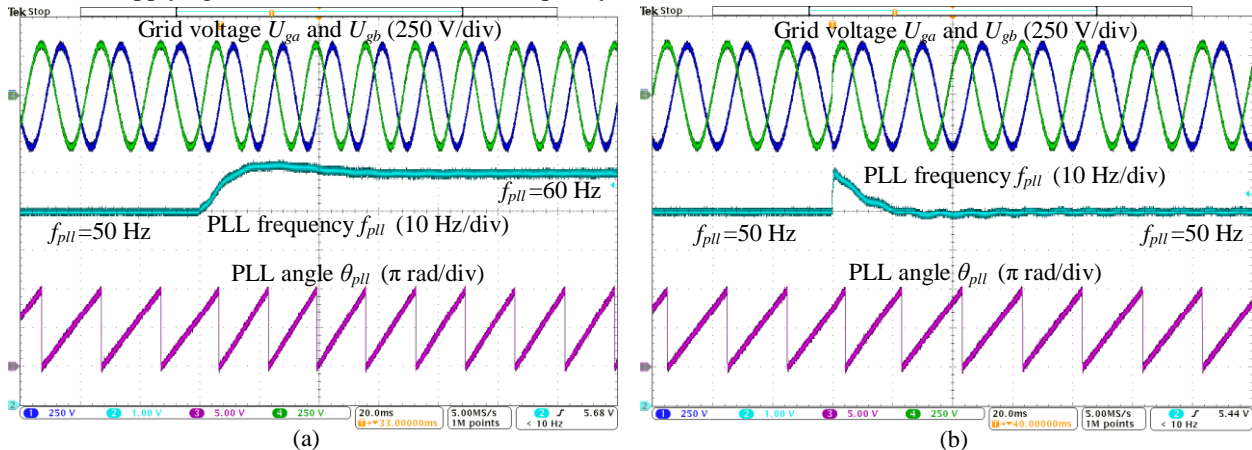 Tek Stop
Grid voltage Uga and Ugb (250 V/div)
fpll=60 Hz
fpll=50 Hz
PLL frequency fpll (10 Hz/div)
PLL angle θpll (π rad/div)
1 250 V 2 1.00 V 3 5.00 V 4 250 V 20.0ms 5.00MS/s 2 5.68 V
T→▼33.00000ms 1M points < 10 Hz
(a)
Tek Stop
Grid voltage Uga and Ugb (250 V/div)
PLL frequency fpll (10 Hz/div)
fpll=50 Hz
fpll=50 Hz
PLL angle θpll (π rad/div)
1 250 V 2 1.00 V 3 5.00 V 4 250 V 20.0ms 5.00MS/s 2 5.44 V
T→▼40.00000ms 1M points < 10 Hz
(b)